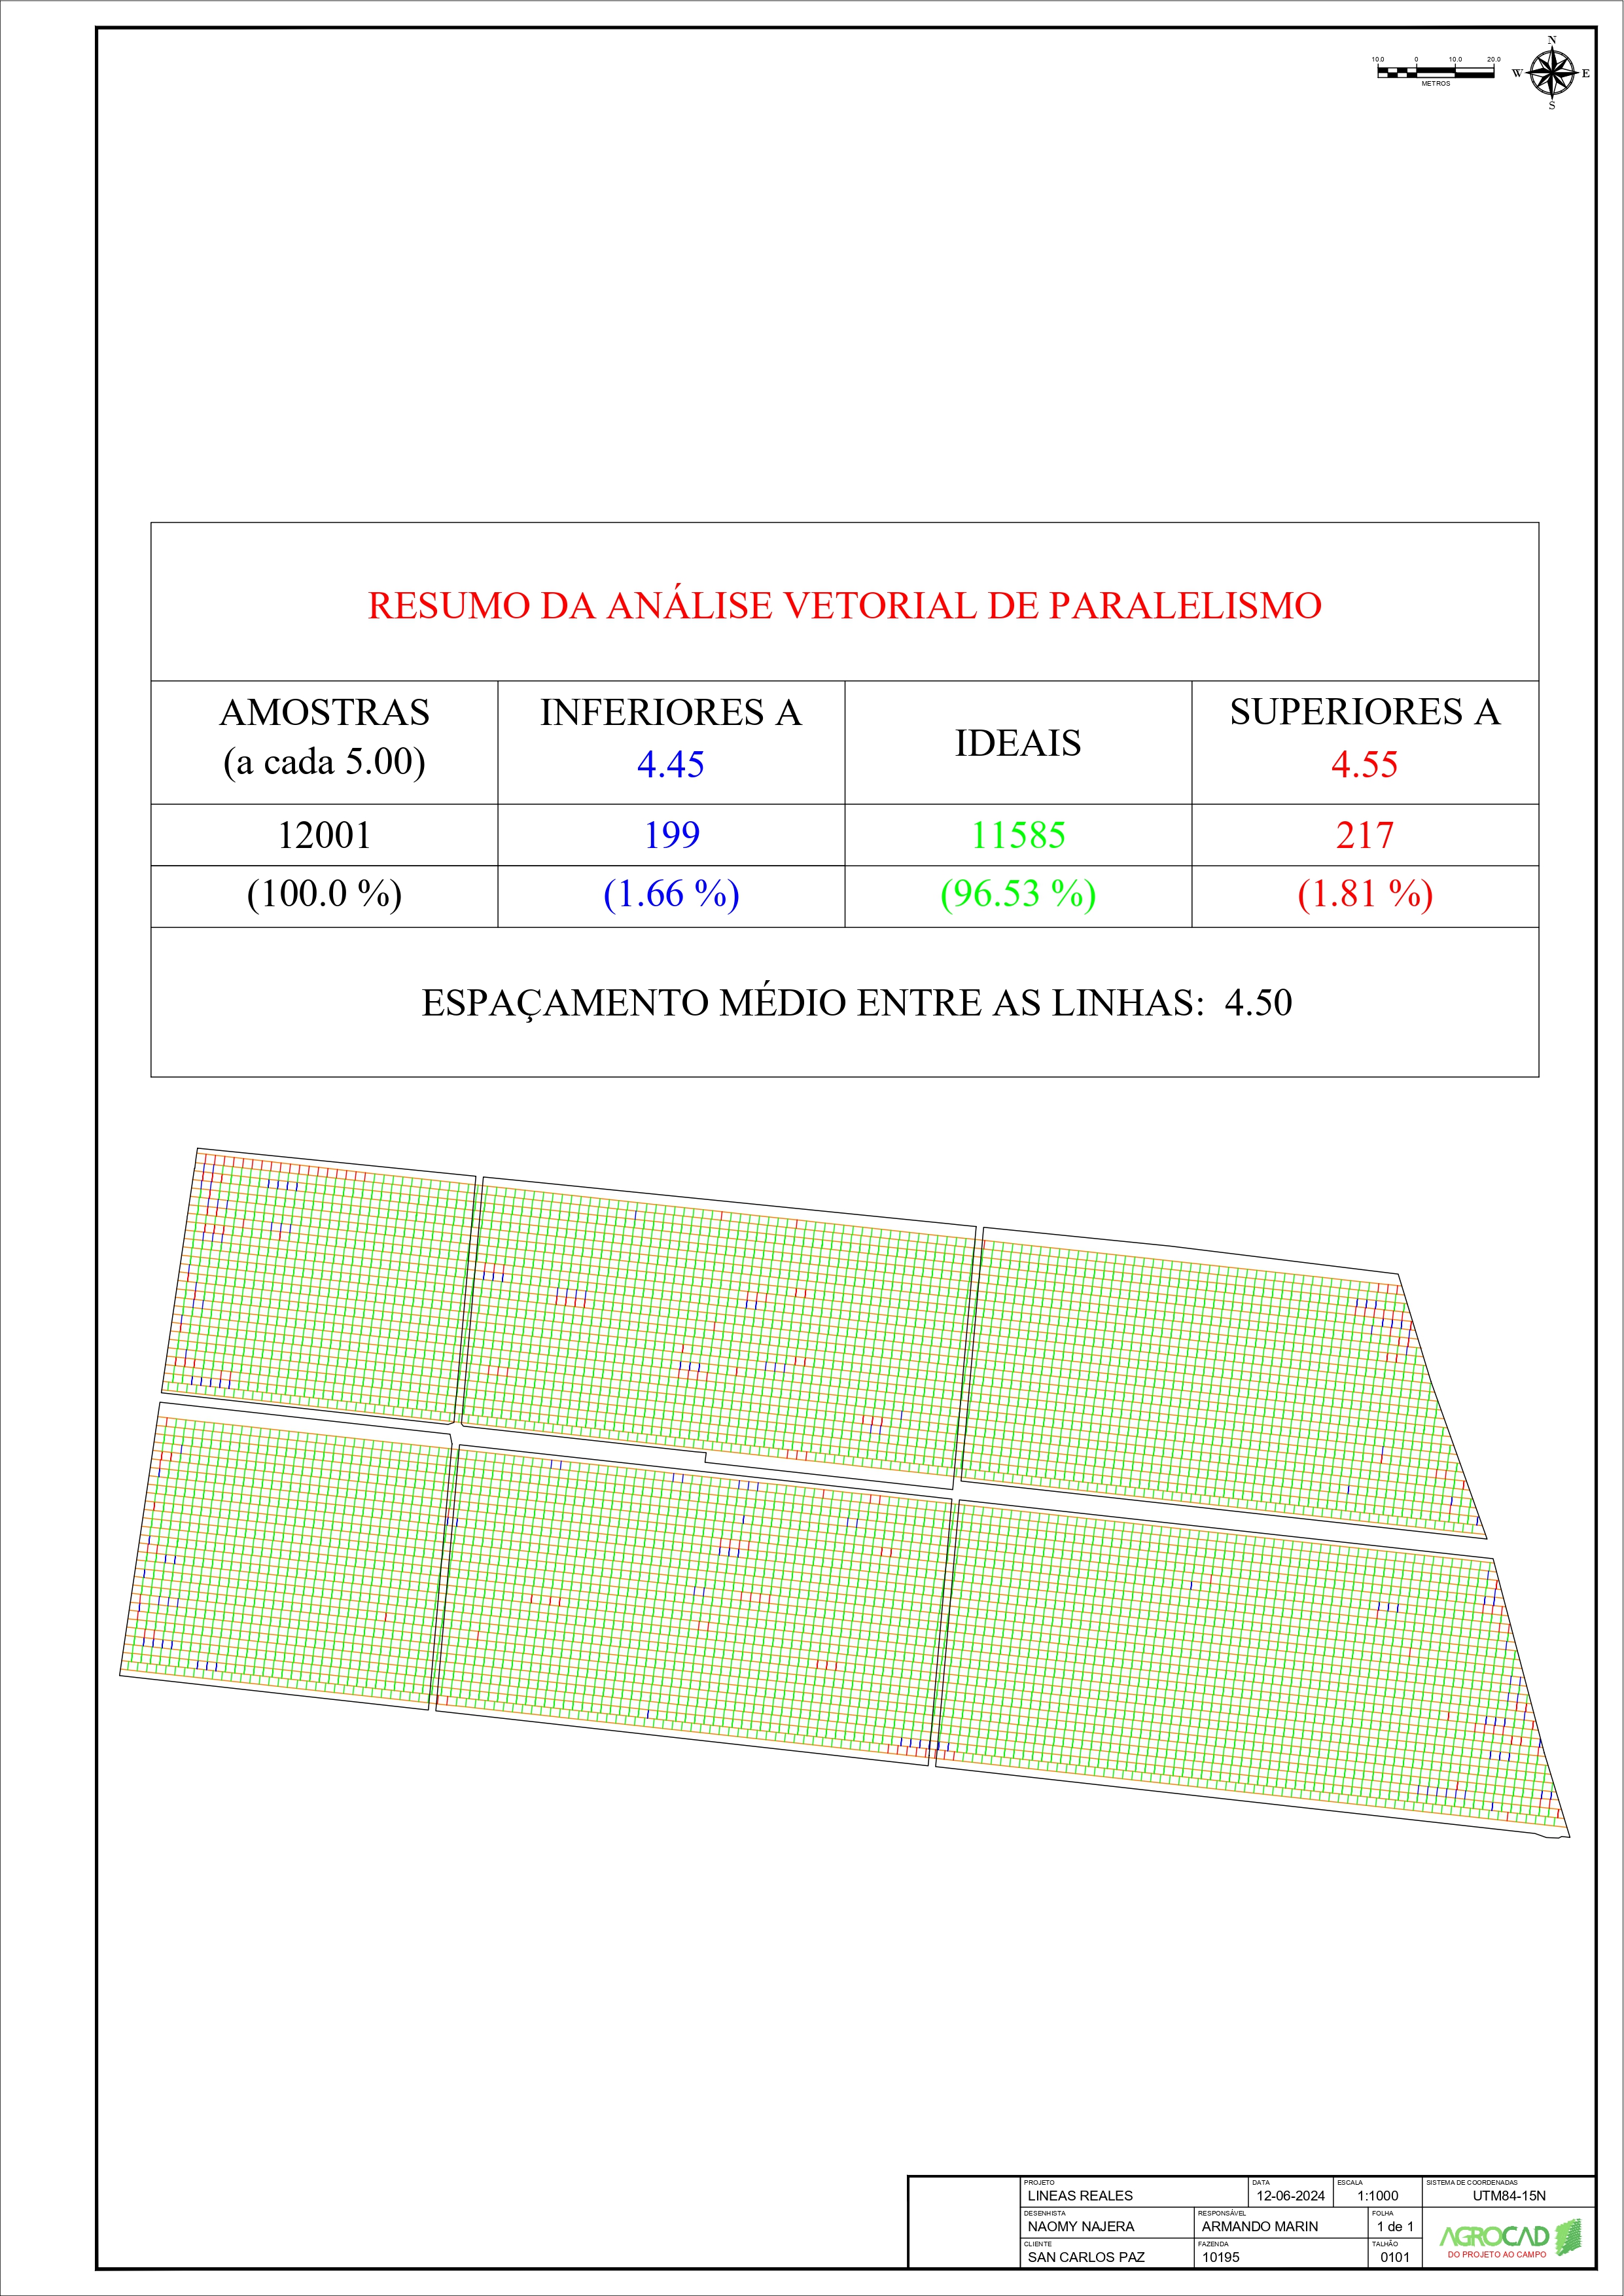 10.0 0 10.0 20.0
METROS
N
W E
S
RESUMO DA ANÁLISE VETORIAL DE PARALELISMO
AMOSTRAS
(a cada 5.00)
INFERIORES A
4.45
IDEAIS
SUPERIORES A
4.55
12001 199 11585 217
(100.0 %) (1.66 %) (96.53 %) (1.81 %)
ESPAÇAMENTO MÉDIO ENTRE AS LINHAS: 4.50
PROJETO
LINEAS REALES
DATA
12-06-2024
ESCALA
1:1000
SISTEMA DE COORDENADAS
UTM84-15N
DESENHISTA
NAOMY NAJERA
RESPONSÁVEL
ARMANDO MARIN
FOLHA
1 de 1
CLIENTE
SAN CARLOS PAZ
FAZENDA
10195
TALHÃO
0101
AGROCAD
DO PROJETO AO CAMPO